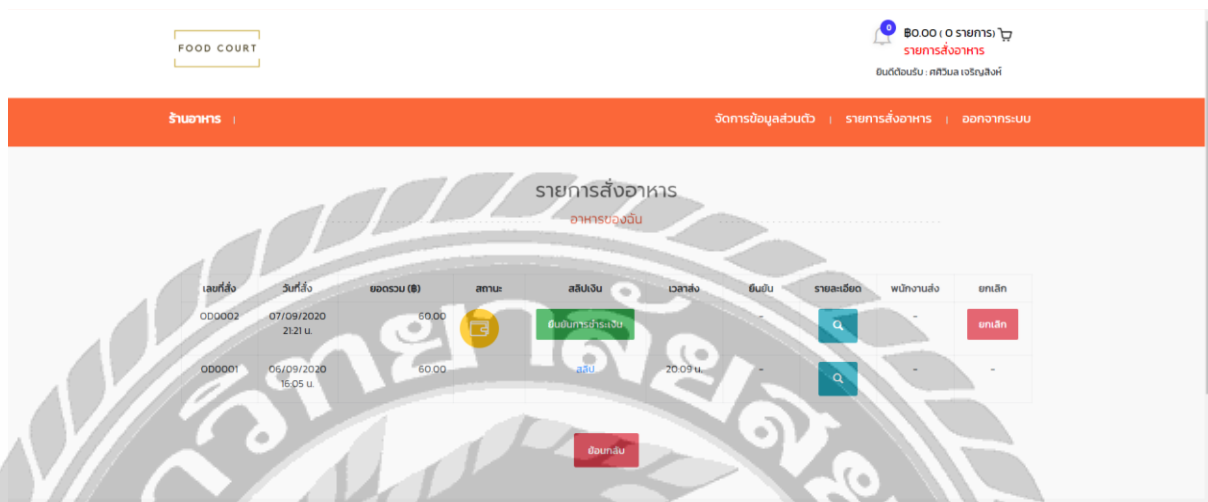 FOOD COURT
0
฿0.00 ( 0 รายการ)
รายการสั่งอาหาร
ยินดีต้อนรับ : ศศิวิมล เจริญสิงห์
ร้านอาหาร |
จัดการข้อมูลส่วนตัว | รายการสั่งอาหาร | ออกจากระบบ
รายการสั่งอาหาร
อาหารของฉัน
เลขที่สั่ง วันที่สั่ง ยอดรวม (฿) สถานะ สลิปเงิน เวลาส่ง ยืนยัน รายละเอียด พนักงานส่ง ยกเลิก
OD0002 07/09/2020 60.00 ยืนยันการชำระเงิน - - ยกเลิก
21:21 น.
OD0001 06/09/2020 60.00 สลิป 20:09 น. - - -
16:05 น.
ย้อนกลับ